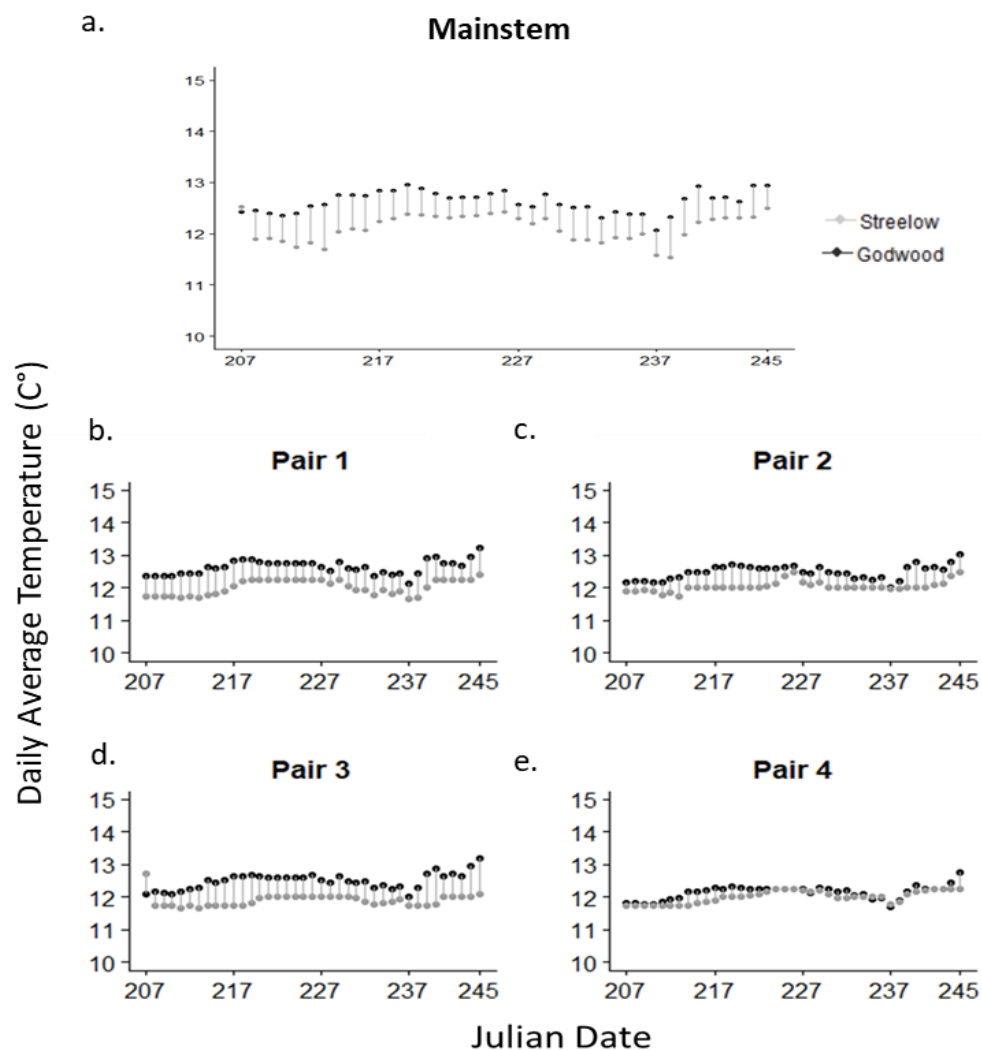 a.
Mainstem
15
14
13
12
11
10
207 217 227 237 245
Streelow
Godwood
Daily Average Temperature (C°)
b.
Pair 1
15
14
13
12
11
10
207 217 227 237 245
c.
Pair 2
15
14
13
12
11
10
207 217 227 237 245
d.
Pair 3
15
14
13
12
11
10
207 217 227 237 245
e.
Pair 4
15
14
13
12
11
10
207 217 227 237 245
Julian Date